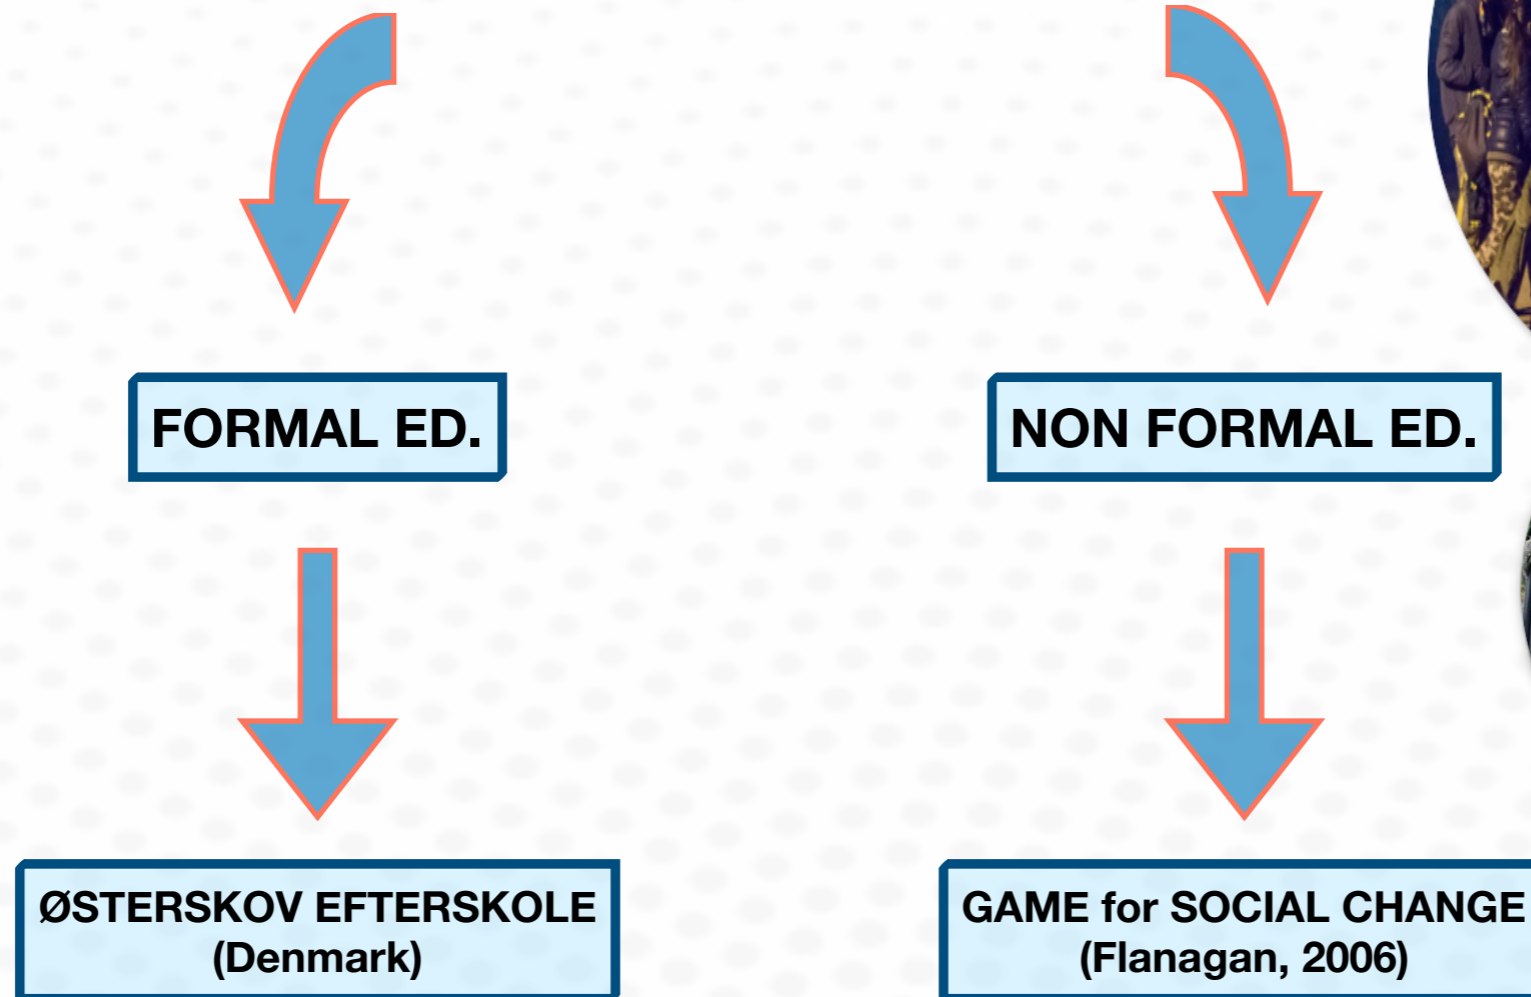 FORMAL ED.
NON FORMAL ED.
ØSTERSKOV EFTERSKOLE
(Denmark)
GAME for SOCIAL CHANGE
(Flanagan, 2006)